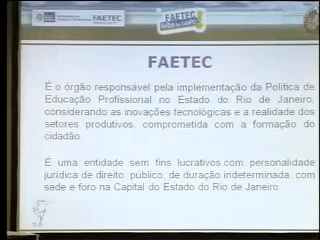 FAETEC
FAETEC
FAETEC
É o órgão responsável pela implementação da Política de
Educação Profissional no Estado do Rio de Janeiro,
considerando as inovações tecnológicas e a realidade dos
setores produtivos, comprometida com a formação do
cidadão.
É uma entidade sem fins lucrativos,com personalidade
jurídica de direito público, de duração indeterminada, com
sede e foro na Capital do Estado do Rio de Janeiro.